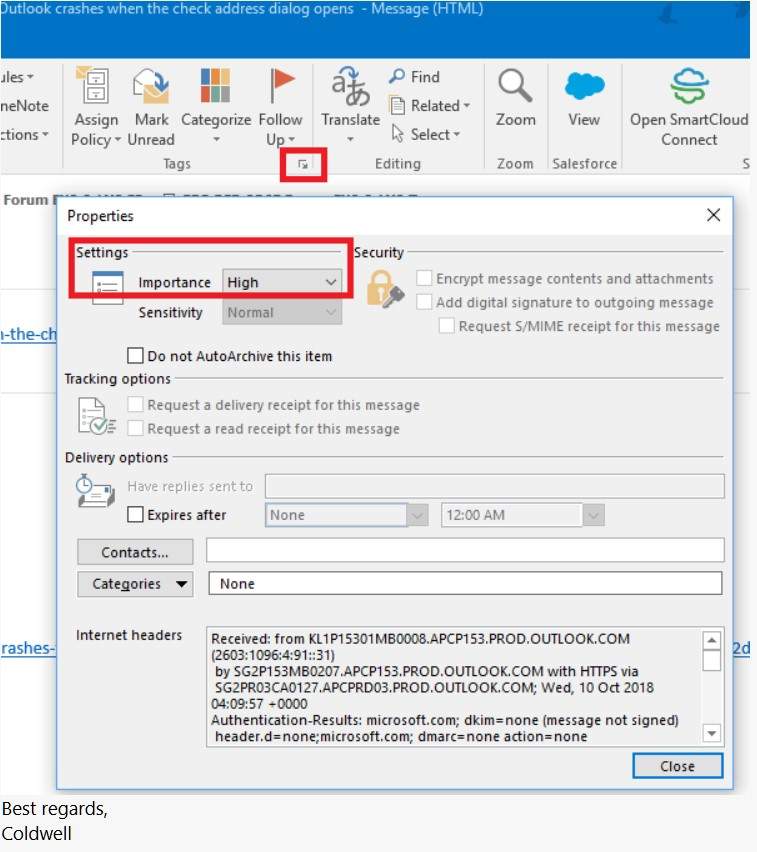 Outlook crashes when the check address dialog opens - Message (HTML)
ules
neNote
ctions
Assign Policy
Mark Unread
Categorize
Follow Up
Tags
Translate
Find
Related
Select
Editing
Zoom
Zoom
View
Salesforce
Open SmartCloud Connect
S
Forum
Properties
Settings
Importance High
Sensitivity Normal
Do not AutoArchive this item
Security
Encrypt message contents and attachments
Add digital signature to outgoing message
Request S/MIME receipt for this message
n-the-ch
Tracking options
Request a delivery receipt for this message
Request a read receipt for this message
Delivery options
Have replies sent to
Expires after None 12:00 AM
Contacts...
Categories None
rashes-
2d
Internet headers
Received: from KL1P15301MB0008.APCP153.PROD.OUTLOOK.COM
(2603:1096:4:91::31)
by SG2P153MB0207.APCP153.PROD.OUTLOOK.COM with HTTPS via
SG2PR03CA0127.APCPRD03.PROD.OUTLOOK.COM; Wed, 10 Oct 2018
04:09:57 +0000
Authentication-Results: microsoft.com; dkim=none (message not signed)
header.d=none;microsoft.com; dmarc=none action=none
Close
Best regards,
Coldwell